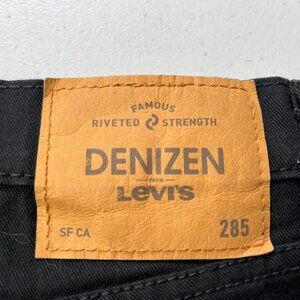 FAMOUS
RIVETED STRENGTH
DENIZEN
FROM
LEVI'S
SF CA 285